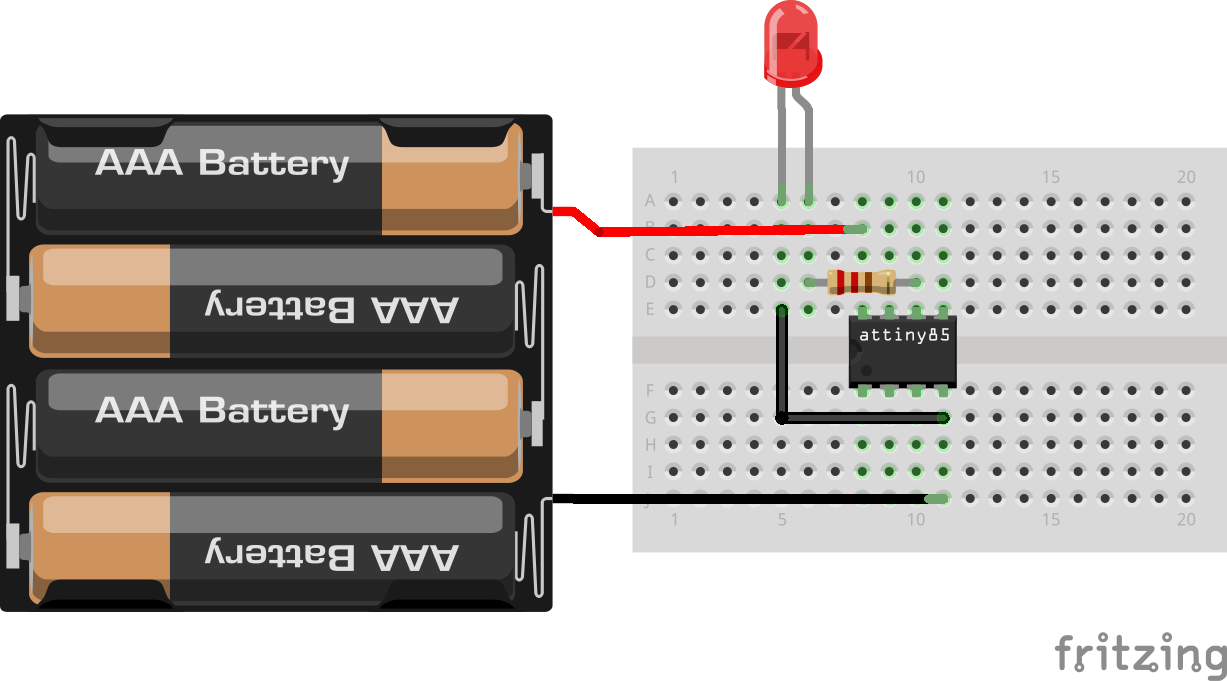 AAA Battery
AAA Battery
AAA Battery
AAA Battery
1 10 15 20
A
B
C
D
E
attiny85
F
G
H
I
J
1 5 10 15 20
fritzing